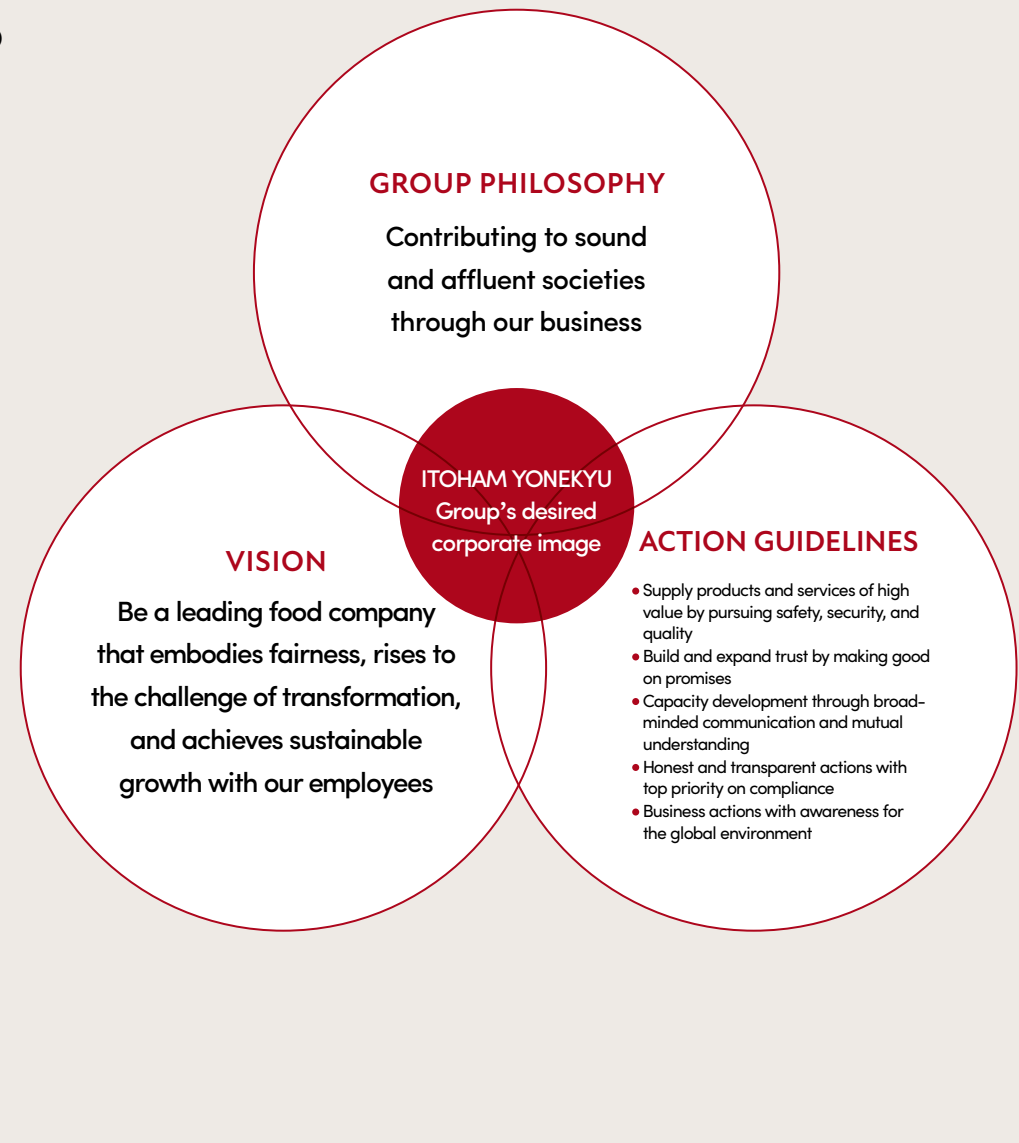 GROUP PHILOSOPHY
Contributing to sound
and affluent societies
through our business
ITOHAM YONEKYU
Group's desired
corporate image
VISION
Be a leading food company
that embodies fairness, rises to
the challenge of transformation,
and achieves sustainable
growth with our employees
ACTION GUIDELINES
• Supply products and services of high
value by pursuing safety, security, and
quality
• Build and expand trust by making good
on promises
• Capacity development through broad-
minded communication and mutual
understanding
• Honest and transparent actions with
top priority on compliance
• Business actions with awareness for
the global environment